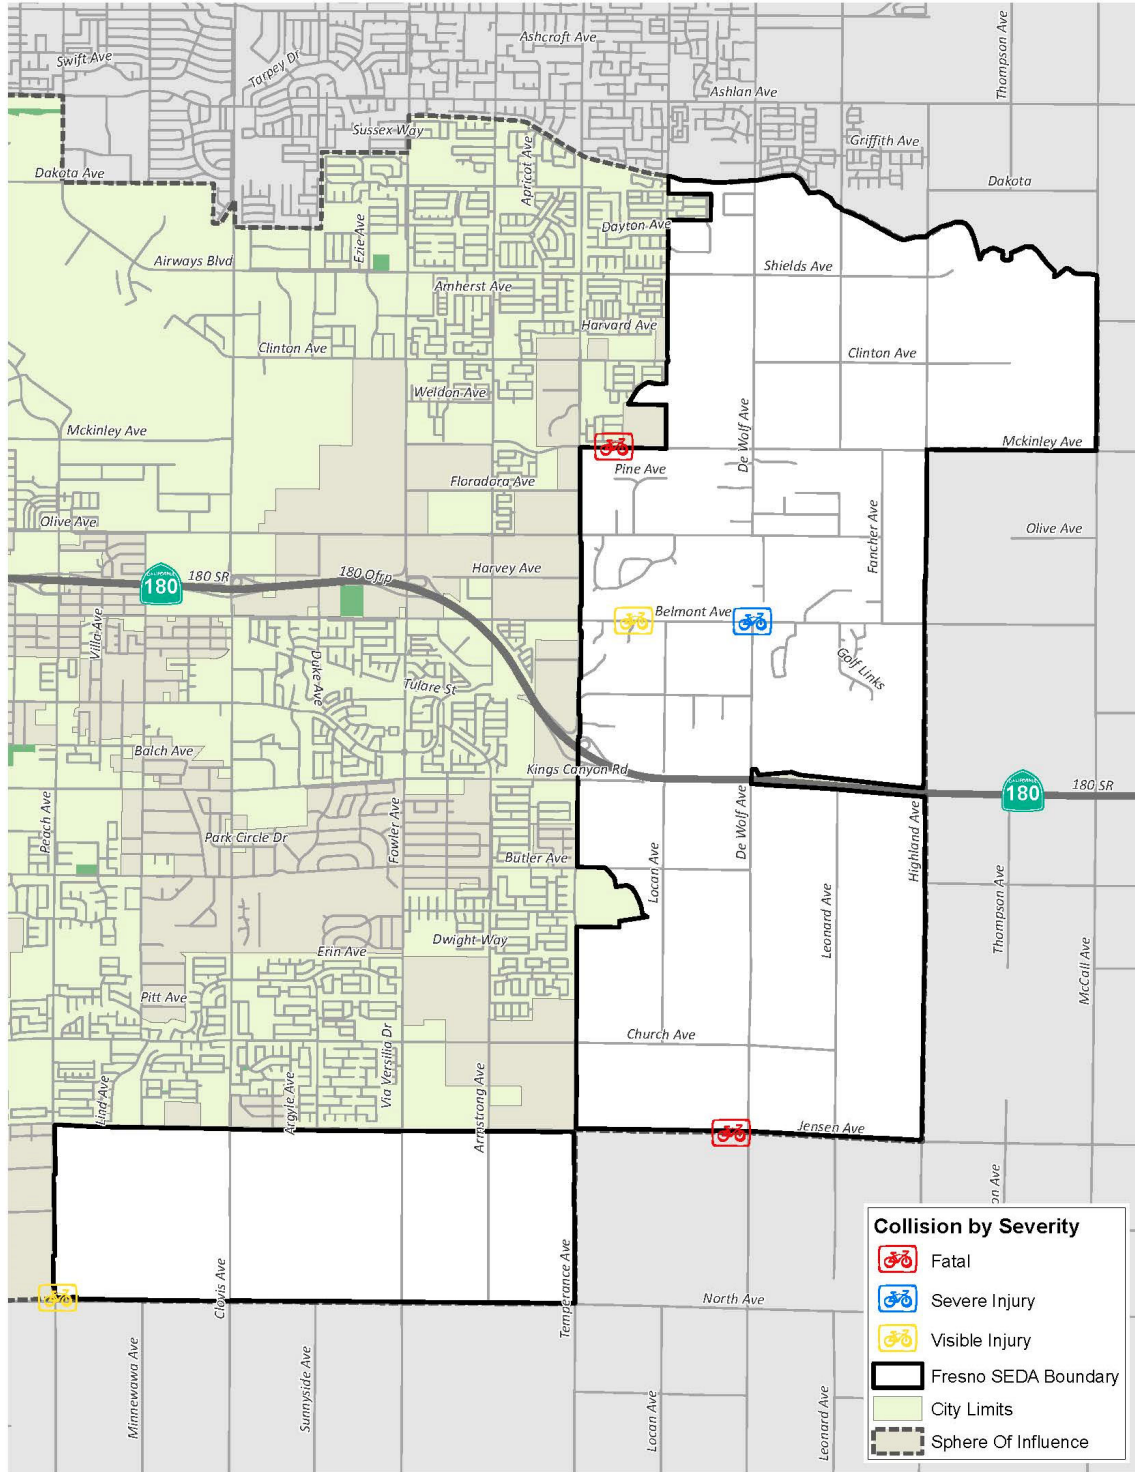 Ashcroft Ave
Thompson Ave
Swift Ave
Tarpey Dr
Ashlan Ave
Sussex Way
Griffith Ave
Apricot Ave
Dakota Ave
Dakota
Dayton Ave
Ezie Ave
Airways Blvd
Shields Ave
Amherst Ave
Harvard Ave
Clinton Ave
Clinton Ave
Weldon Ave
De Wolf Ave
Mckinley Ave
Mckinley Ave
Pine Ave
Floradora Ave
Olive Ave
Fancher Ave
Olive Ave
Harvey Ave
180 SR
180 Ofrp
CALIFORNIA
180
Belmont Ave
Villa Ave
Golf Links
Duke Ave
Tulare St
Balch Ave
Kings Canyon Rd
CALIFORNIA
180
180 SR
Peach Ave
Park Circle Dr
Fowler Ave
De Wolf Ave
Highland Ave
Butler Ave
Locan Ave
Leonard Ave
Thompson Ave
Dwight Way
Erin Ave
McCall Ave
Pitt Ave
Church Ave
Via Versilia Dr
Lind Ave
Argyle Ave
Armstrong Ave
Jensen Ave
on Ave
Clovis Ave
Temperance Ave
North Ave
Minnewawa Ave
Sunnyside Ave
Locan Ave
Leonard Ave
Collision by Severity
Fatal
Severe Injury
Visible Injury
Fresno SEDA Boundary
City Limits
Sphere Of Influence